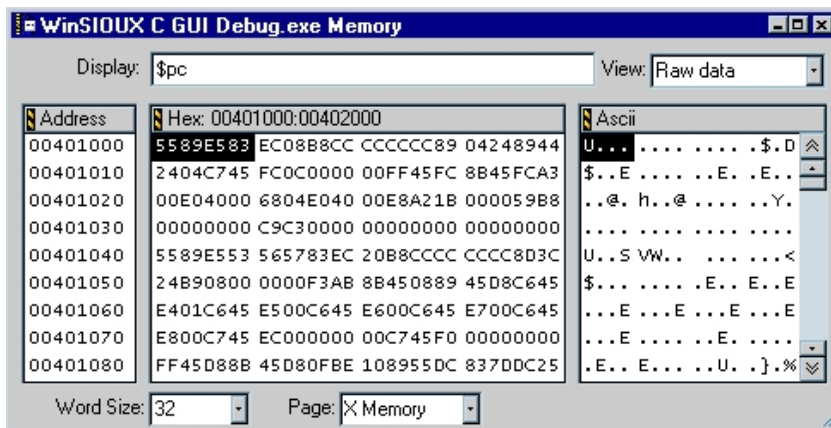 WinSIOUX C GUI Debug.exe Memory
Display: $pc View: Raw data
Address Hex: 00401000:00402000 Ascii
00401000 5589E583 EC08B8CC CCCCCC89 04248944 U... .... .... .$.D
00401010 2404C745 FC0C0000 00FF45FC 8B45FCA3 $..E .... ..E. .E..
00401020 00E04000 6804E040 00E8A21B 000059B8 ..@. h..@ .... ..Y.
00401030 00000000 C9C30000 00000000 00000000 .... .... .... ....
00401040 5589E553 565783EC 20B8CCCC CCCC8D3C U..S VW.. ... ...<
00401050 24B90800 0000F3AB 8B450889 45D8C645 $... .... .E.. E..E
00401060 E401C645 E500C645 E600C645 E700C645 ...E ...E ...E ...E
00401070 E800C745 EC000000 00C745F0 00000000 ...E .... ..E. ....
00401080 FF45D88B 45D80FBE 108955DC 837DDC25 .E.. E... ..U. .}.%
Word Size: 32 Page: X Memory